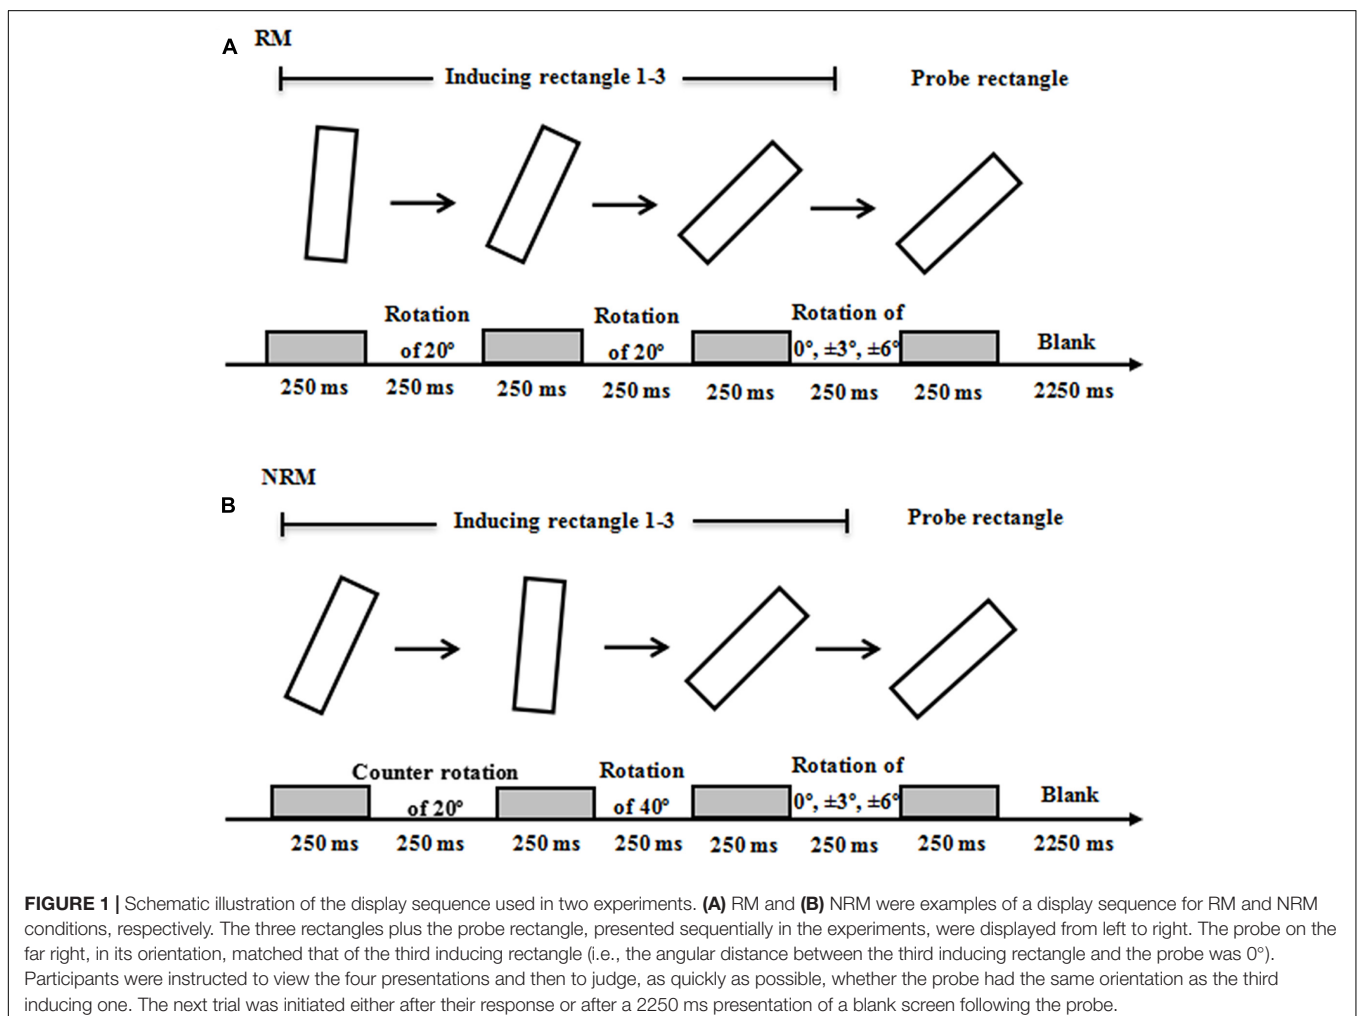 A RM
Inducing rectangle 1-3 Probe rectangle
Rotation Rotation Rotation of
of 20° of 20° 0°, ±3°, ±6° Blank
250 ms 250 ms 250 ms 250 ms 250 ms 250 ms 250 ms 2250 ms
NRM
B
Inducing rectangle 1-3 Probe rectangle
Counter rotation Rotation Rotation of
of 20° of 40° 0°, ±3°, ±6° Blank
250 ms 250 ms 250 ms 250 ms 250 ms 250 ms 250 ms 2250 ms
FIGURE 1 | Schematic illustration of the display sequence used in two experiments. (A) RM and (B) NRM were examples of a display sequence for RM and NRM
conditions, respectively. The three rectangles plus the probe rectangle, presented sequentially in the experiments, were displayed from left to right. The probe on the
far right, in its orientation, matched that of the third inducing rectangle (i.e., the angular distance between the third inducing rectangle and the probe was 0°).
Participants were instructed to view the four presentations and then to judge, as quickly as possible, whether the probe had the same orientation as the third
inducing one. The next trial was initiated either after their response or after a 2250 ms presentation of a blank screen following the probe.